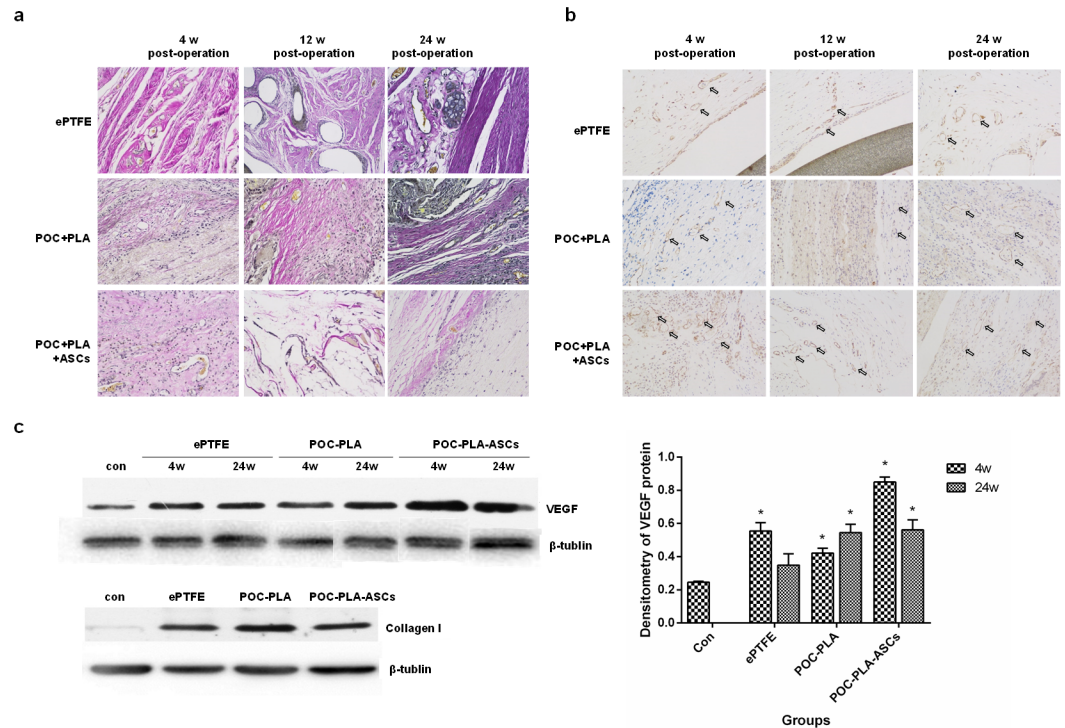 a
4 w
post-operation
12 w
post-operation
24 w
post-operation
ePTFE
POC+PLA
POC+PLA
+ASCs
b
4 w
post-operation
12 w
post-operation
24 w
post-operation
ePTFE
POC+PLA
POC+PLA
+ASCs
c
ePTFE POC-PLA POC-PLA-ASCs
con 4w 24w 4w 24w 4w 24w
VEGF
β-tublin
con ePTFE POC-PLA POC-PLA-ASCs
Collagen I
β-tublin
Densitometry of VEGF protein
1.0
0.8
0.6
0.4
0.2
0.0
* * * * *
4w
24w
Con ePTFE POC-PLA POC-PLA-ASCs
Groups